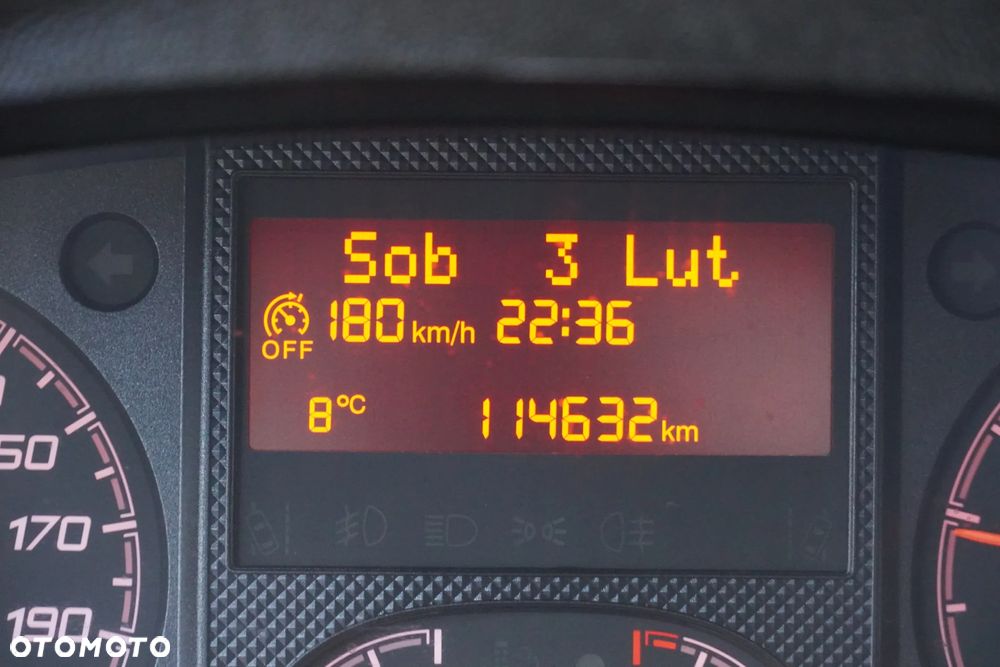 Sob 3 Lut
180 km/h 22:36
OFF
8°C 114632 km
50
170
190
OTOMOTO